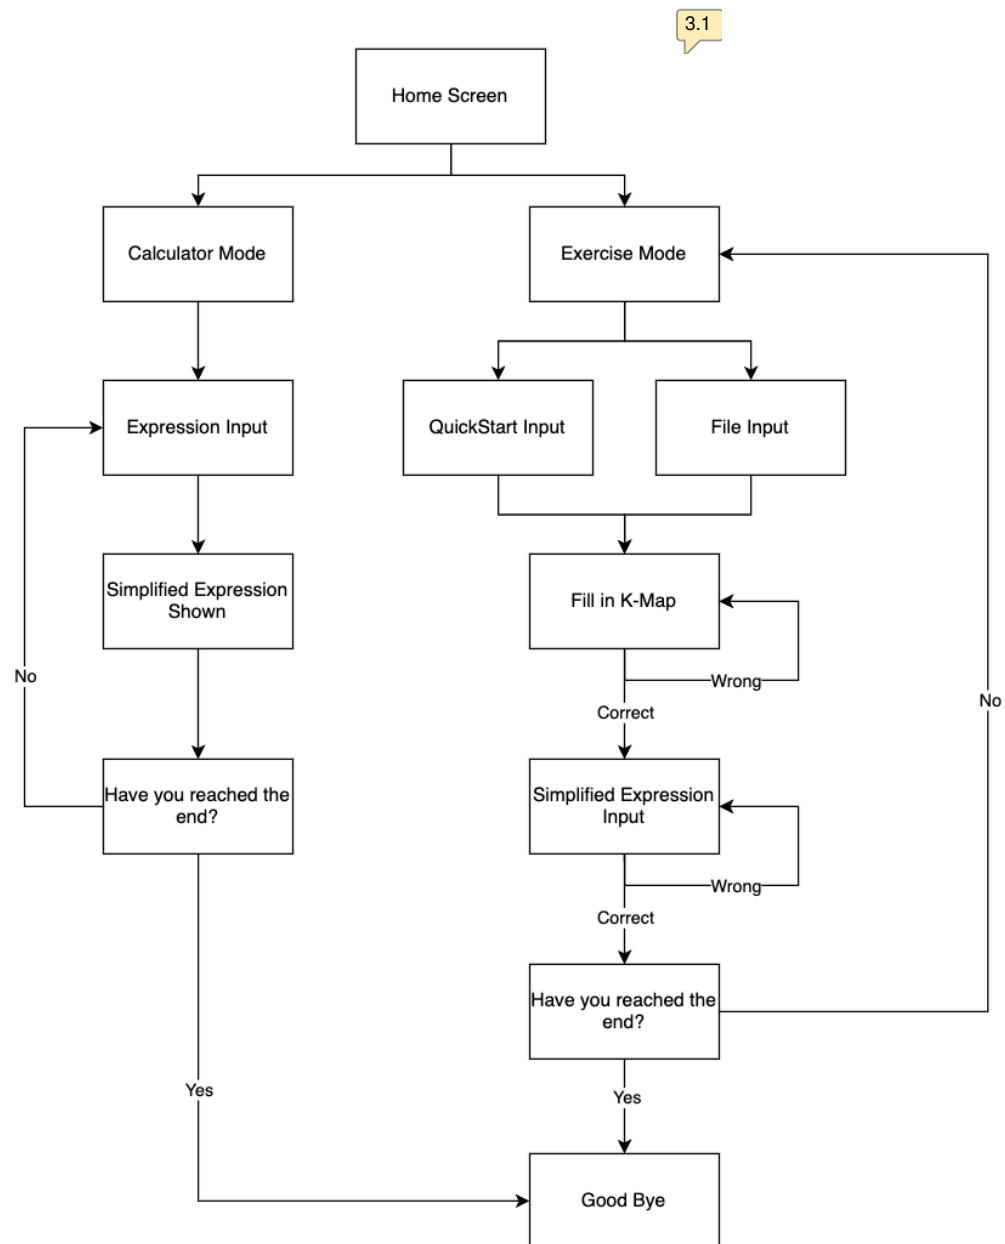 3.1
Home Screen
Calculator Mode
Exercise Mode
Expression Input
QuickStart Input
File Input
Simplified Expression
Shown
Fill in K-Map
No
Wrong
No
Correct
Have you reached the
end?
Simplified Expression
Input
Wrong
Correct
Have you reached the
end?
Yes
Yes
Good Bye